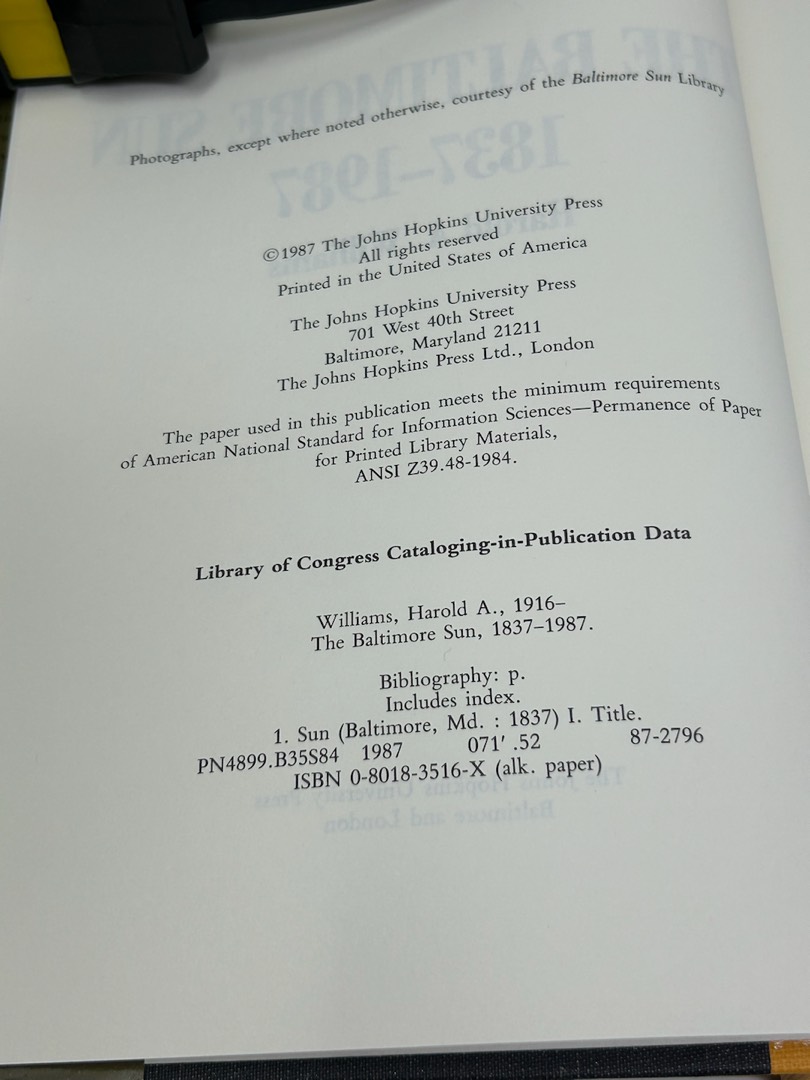 Photographs, except where noted otherwise, courtesy of the Baltimore Sun Library
©1987 The Johns Hopkins University Press
All rights reserved
Printed in the United States of America
The Johns Hopkins University Press
701 West 40th Street
Baltimore, Maryland 21211
The Johns Hopkins Press Ltd., London
The paper used in this publication meets the minimum requirements
of American National Standard for Information Sciences—Permanence of Paper
for Printed Library Materials,
ANSI Z39.48-1984.
Library of Congress Cataloging-in-Publication Data
Williams, Harold A., 1916–
The Baltimore Sun, 1837–1987.
Bibliography: p.
Includes index.
1. Sun (Baltimore, Md. : 1837) I. Title.
PN4899.B35S84 1987 071′ .52 87-2796
ISBN 0-8018-3516-X (alk. paper)